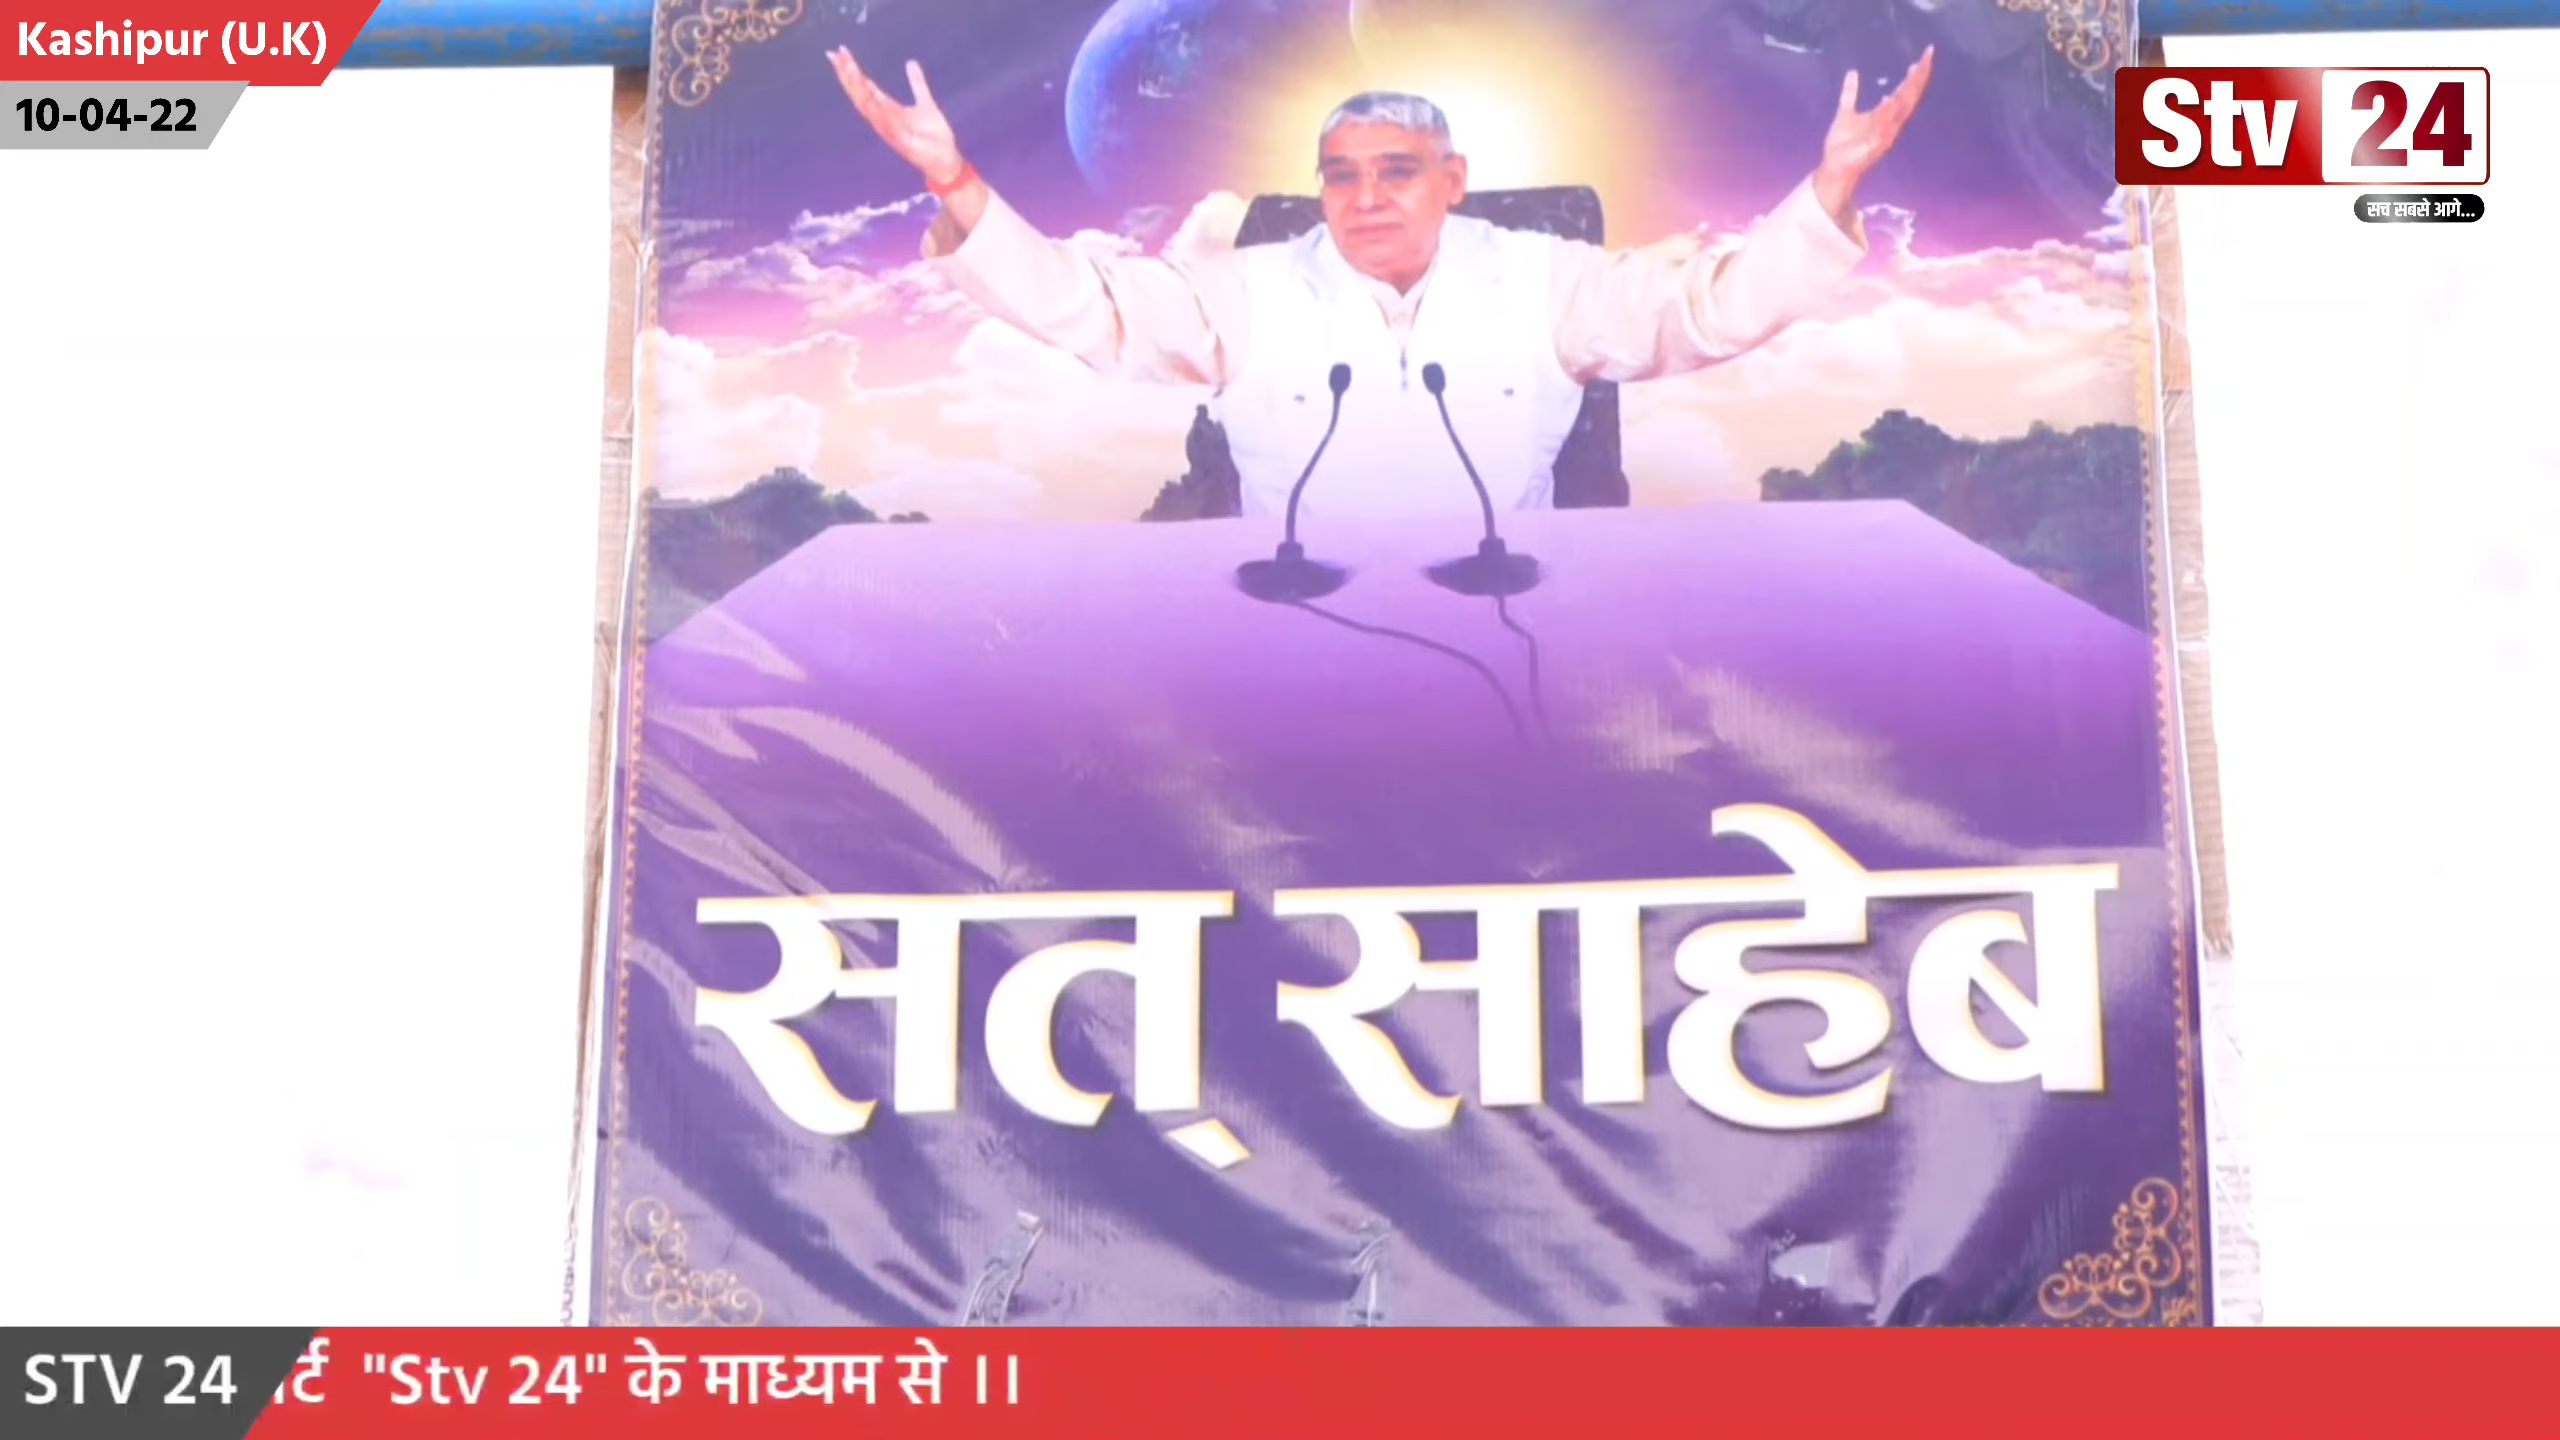 Kashipur (U.K)
10-04-22
Stv 24
सच सबसे आगे...
सत् साहेब
STV 24
"Stv 24" के माध्यम से ।।